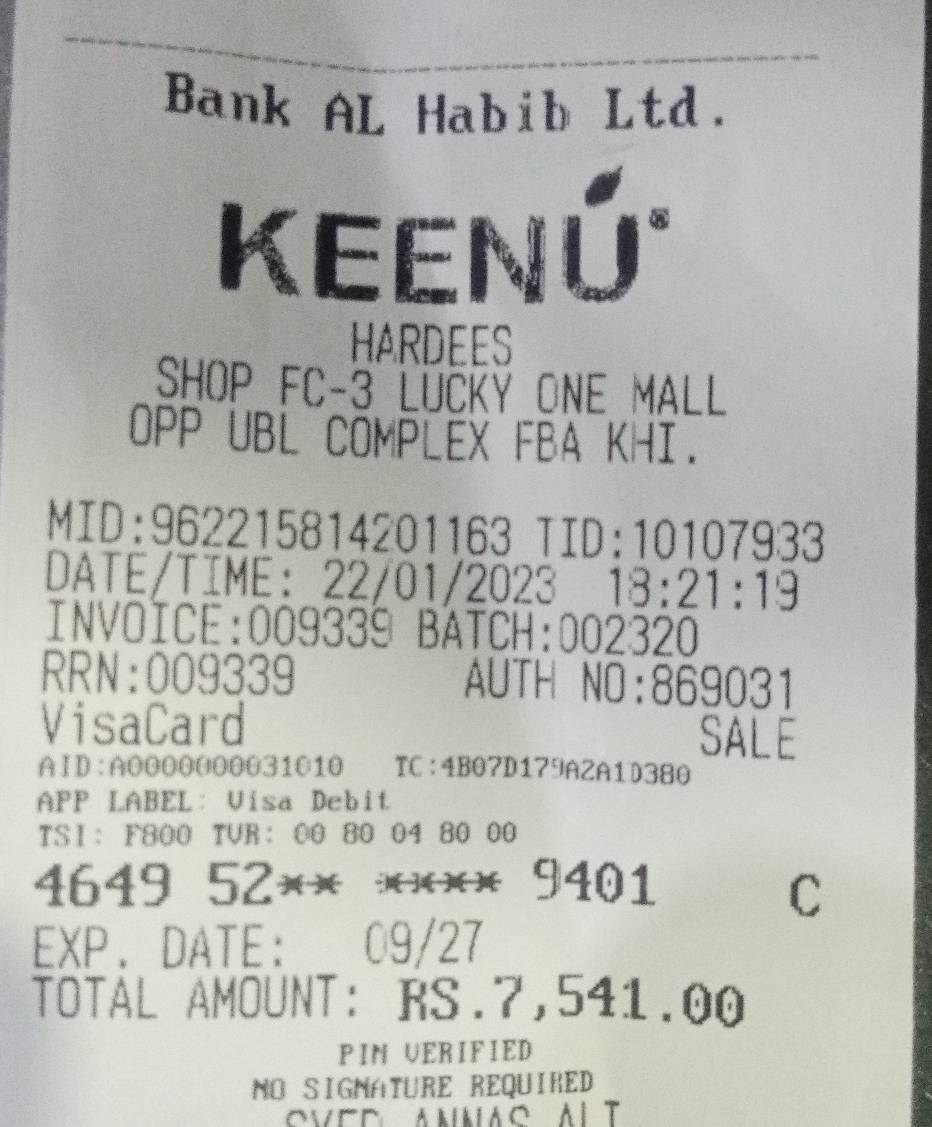 Bank AL Habib Ltd.
KEENU®
HARDEES
SHOP FC-3 LUCKY ONE MALL
OPP UBL COMPLEX FBA KHI.
MID:962215814201163 TID:10107933
DATE/TIME: 22/01/2023 18:21:19
INVOICE:009339 BATCH:002320
RRN:009339 AUTH NO:869031
VisaCard SALE
AID:A0000000031010 TC:4B07D179A2A1D380
APP LABEL: Visa Debit
TSI: F800 TVR: 00 80 04 80 00
4649 52** **** 9401 C
EXP. DATE: 09/27
TOTAL AMOUNT: RS.7,541.00
PIN VERIFIED
NO SIGNATURE REQUIRED
SYED ANNAS ALI